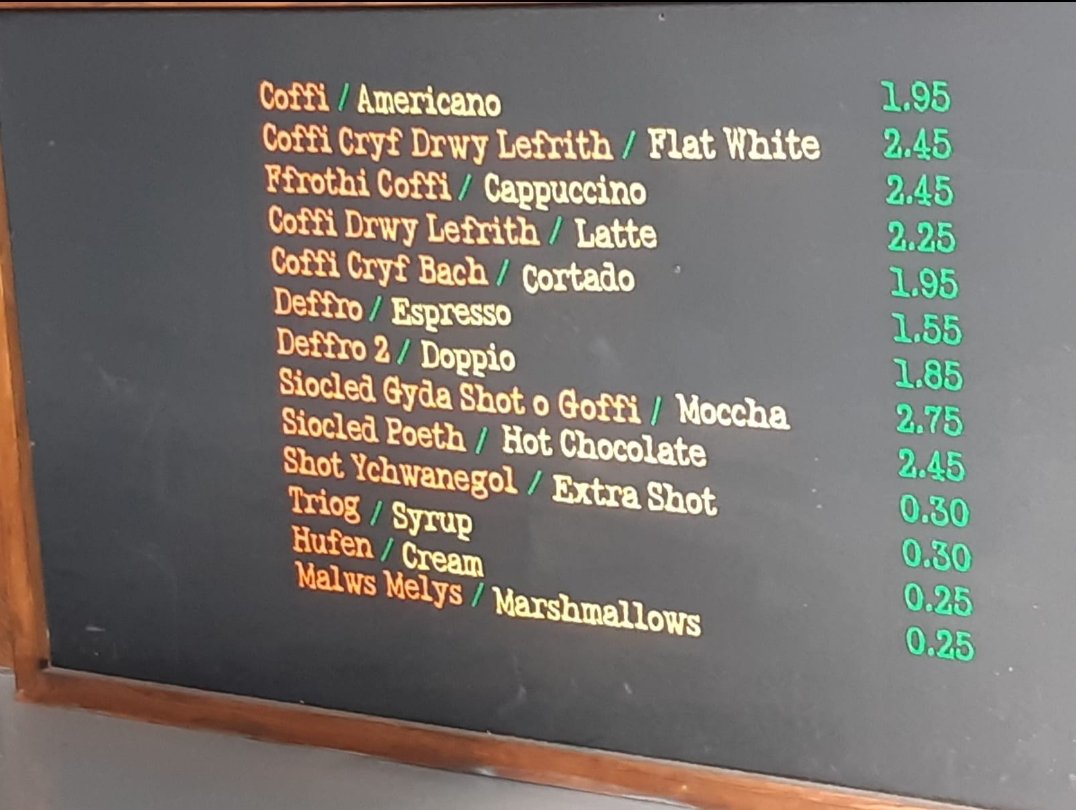 Coffi / Americano 1.95
Coffi Cryf Drwy Lefrith / Flat White 2.45
Ffrothi Coffi / Cappuccino 2.45
Coffi Drwy Lefrith / Latte 2.25
Coffi Cryf Bach / Cortado 1.95
Deffro / Espresso 1.55
Deffro 2 / Doppio 1.85
Siocled Gyda Shot o Goffi / Moccha 2.75
Siocled Poeth / Hot Chocolate 2.45
Shot Ychwanegol / Extra Shot 0.30
Triog / Syrup 0.30
Hufen / Cream 0.25
Malws Melys / Marshmallows 0.25